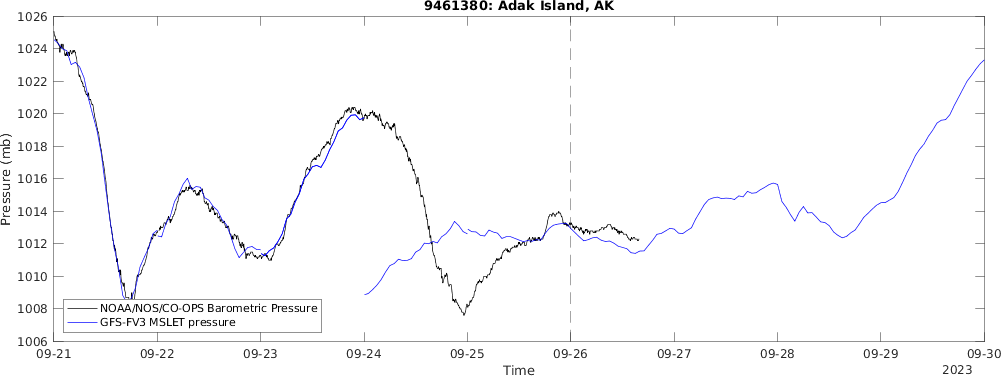 9461380: Adak Island, AK
Pressure (mb)
1026
1024
1022
1020
1018
1016
1014
1012
1010
1008
1006
NOAA/NOS/CO-OPS Barometric Pressure
GFS-FV3 MSLET pressure
09-21 09-22 09-23 09-24 09-25 09-26 09-27 09-28 09-29 09-30
Time
2023